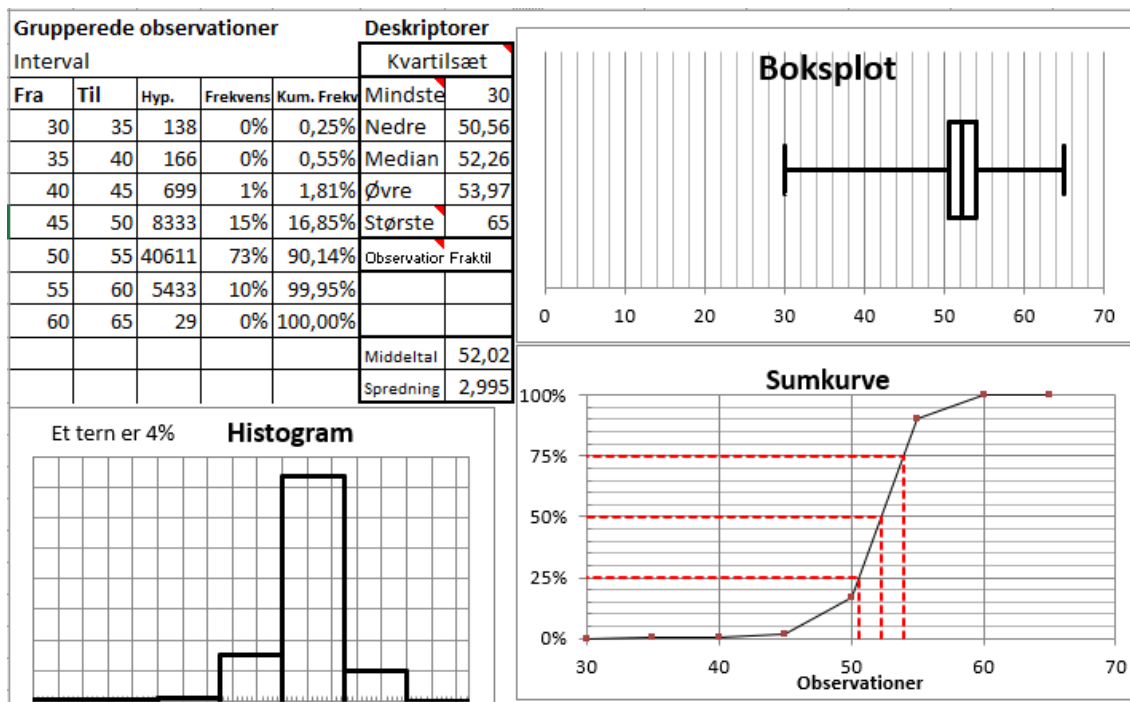 Grupperede observationer Deskriptorer
Interval Kvartilsæt
Fra Til Hyp. Frekvens Kum. Frekv Mindste 30
30 35 138 0% 0,25% Nedre 50,56
35 40 166 0% 0,55% Median 52,26
40 45 699 1% 1,81% Øvre 53,97
45 50 8333 15% 16,85% Største 65
50 55 40611 73% 90,14% Observation Fraktil
55 60 5433 10% 99,95%
60 65 29 0% 100,00%
Middeltal 52,02
Spredning 2,995
Boksplot
0 10 20 30 40 50 60 70
Et tern er 4% Histogram
Sumkurve
100%
75%
50%
25%
0%
30 40 50 60 70
Observationer